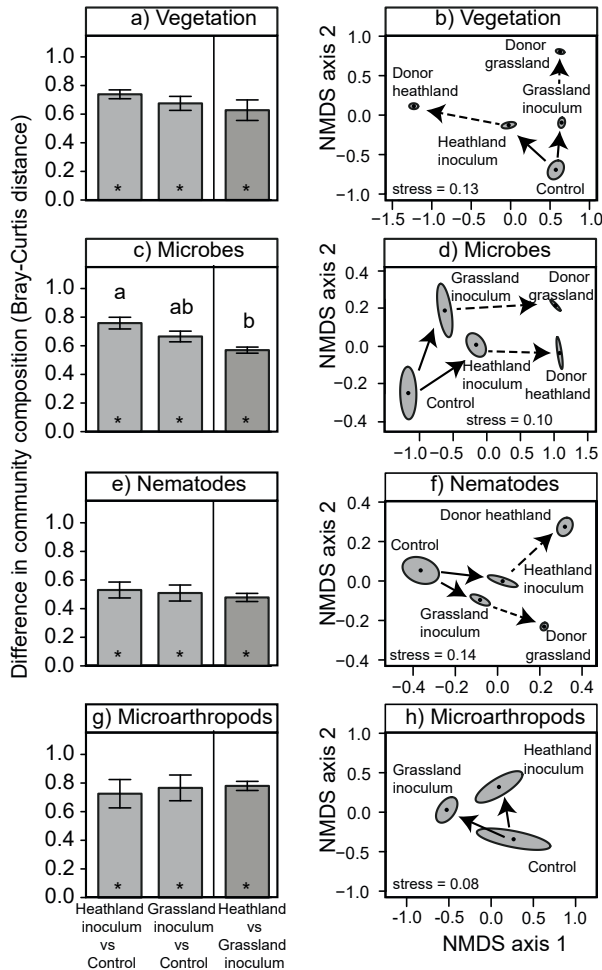 Difference in community composition (Bray-Curtis distance)
a) Vegetation
1.0
0.8
0.6
0.4
0.2
0.0
*
*
*
b) Vegetation
NMDS axis 2
1.0
0.5
0.0
−0.5
−1.0
Donor
grassland
Donor
heathland
Grassland
inoculum
Heathland
inoculum
Control
stress = 0.13
−1.5 −1.0 0.0 0.5 1.0
c) Microbes
1.0
0.8
0.6
0.4
0.2
0.0
a
ab
b
*
*
*
d) Microbes
NMDS axis 2
0.4
0.2
0.0
−0.2
−0.4
Grassland
inoculum
Donor
grassland
Heathland
inoculum
Donor
heathland
Control
stress = 0.10
−1.0 −0.5 0.0 0.5 1.0 1.5
e) Nematodes
1.0
0.8
0.6
0.4
0.2
0.0
*
*
*
f) Nematodes
NMDS axis 2
0.4
0.2
0.0
−0.2
−0.4
Donor heathland
Control
Heathland
inoculum
Grassland
inoculum
Donor
grassland
stress = 0.14
−0.4 −0.2 0.0 0.2 0.4
g) Microarthropods
1.0
0.8
0.6
0.4
0.2
0.0
*
*
*
Heathland
inoculum
vs
Control
Grassland
inoculum
vs
Control
Heathland
vs
Grassland
inoculum
h) Microarthropods
NMDS axis 2
1.0
0.5
0.0
−0.5
−1.0
Heathland
inoculum
Grassland
inoculum
Control
stress = 0.08
−1.0 −0.5 0.0 0.5 1.0
NMDS axis 1